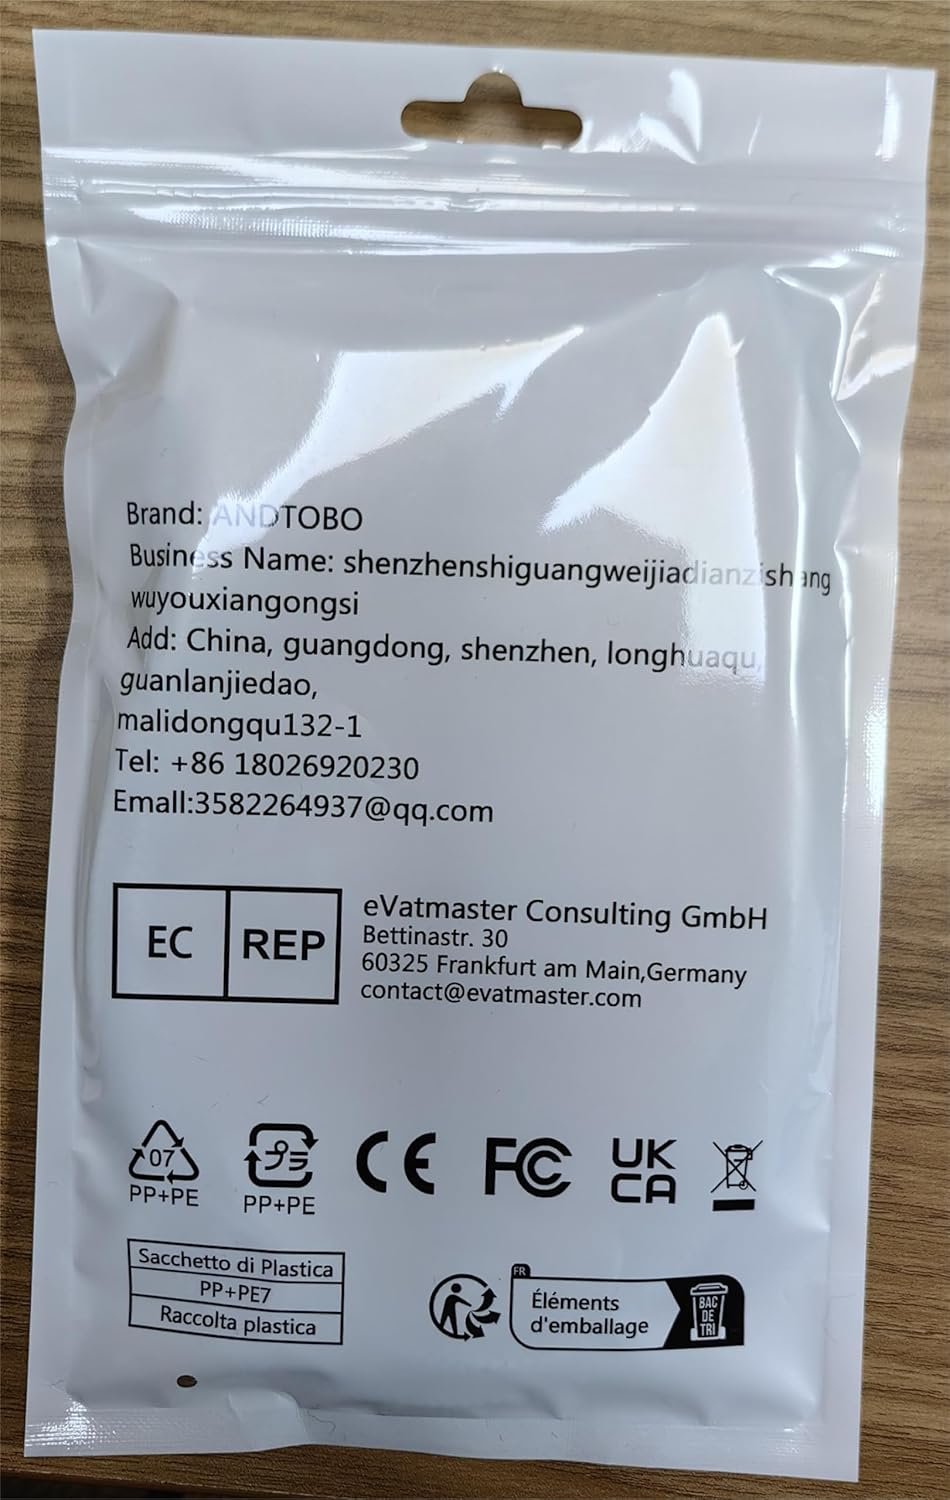 Brand: ANDTOBO
Business Name: shenzhenshiguangweijiadianzishang
wuyouxiangongsi
Add: China, guangdong, shenzhen, longhuaqu,
guanlanjiedao,
malidongqu132-1
Tel: +86 18026920230
Emall:3582264937@qq.com
EC REP
eVatmaster Consulting GmbH
Bettinastr. 30
60325 Frankfurt am Main,Germany
contact@evatmaster.com
07
PP+PE
プラ
PP+PE
CE
FC
UK
CA
Sacchetto di Plastica
PP+PE7
Raccolta plastica
FR
Éléments
d'emballage
BAC
DE
TRI